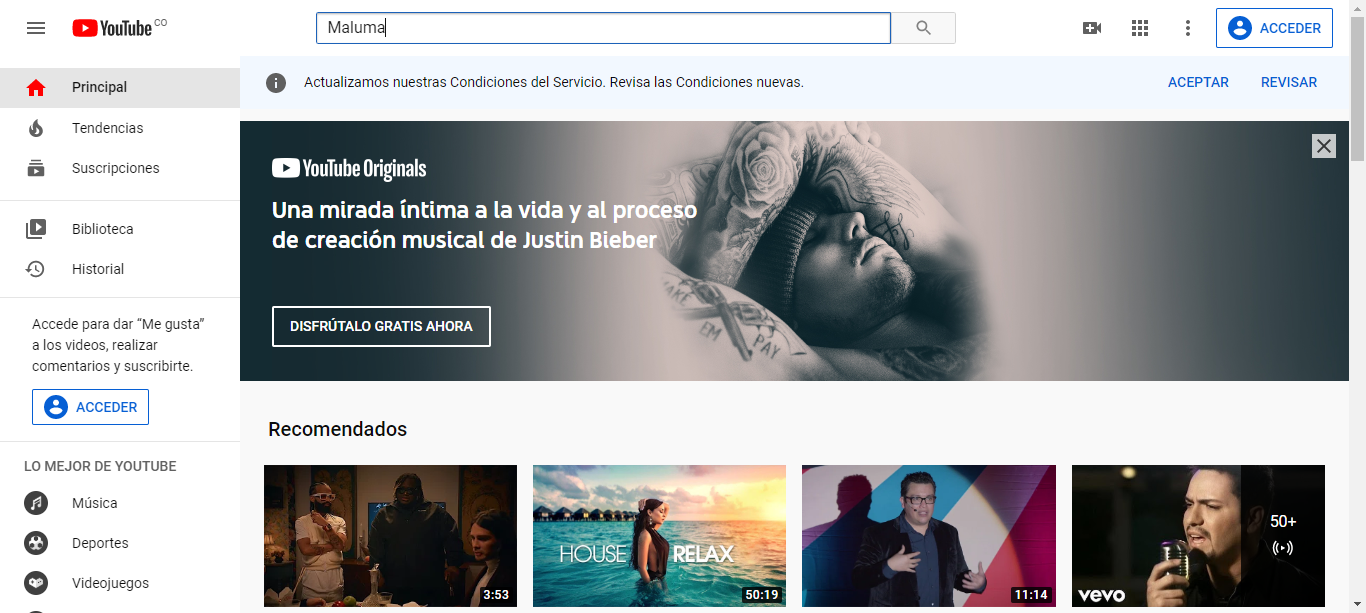 YouTube CO
Maluma
ACCEDER
Principal
Tendencias
Suscripciones
Biblioteca
Historial
Accede para dar “Me gusta”
a los videos, realizar
comentarios y suscribirte.
ACCEDER
LO MEJOR DE YOUTUBE
Música
Deportes
Videojuegos
Actualizamos nuestras Condiciones del Servicio. Revisa las Condiciones nuevas.
ACEPTAR
REVISAR
YouTube Originals
Una mirada íntima a la vida y al proceso
de creación musical de Justin Bieber
DISFRÚTALO GRATIS AHORA
EM
PAY
Recomendados
3:53
HOUSE RELAX
50:19
11:14
vevo
50+